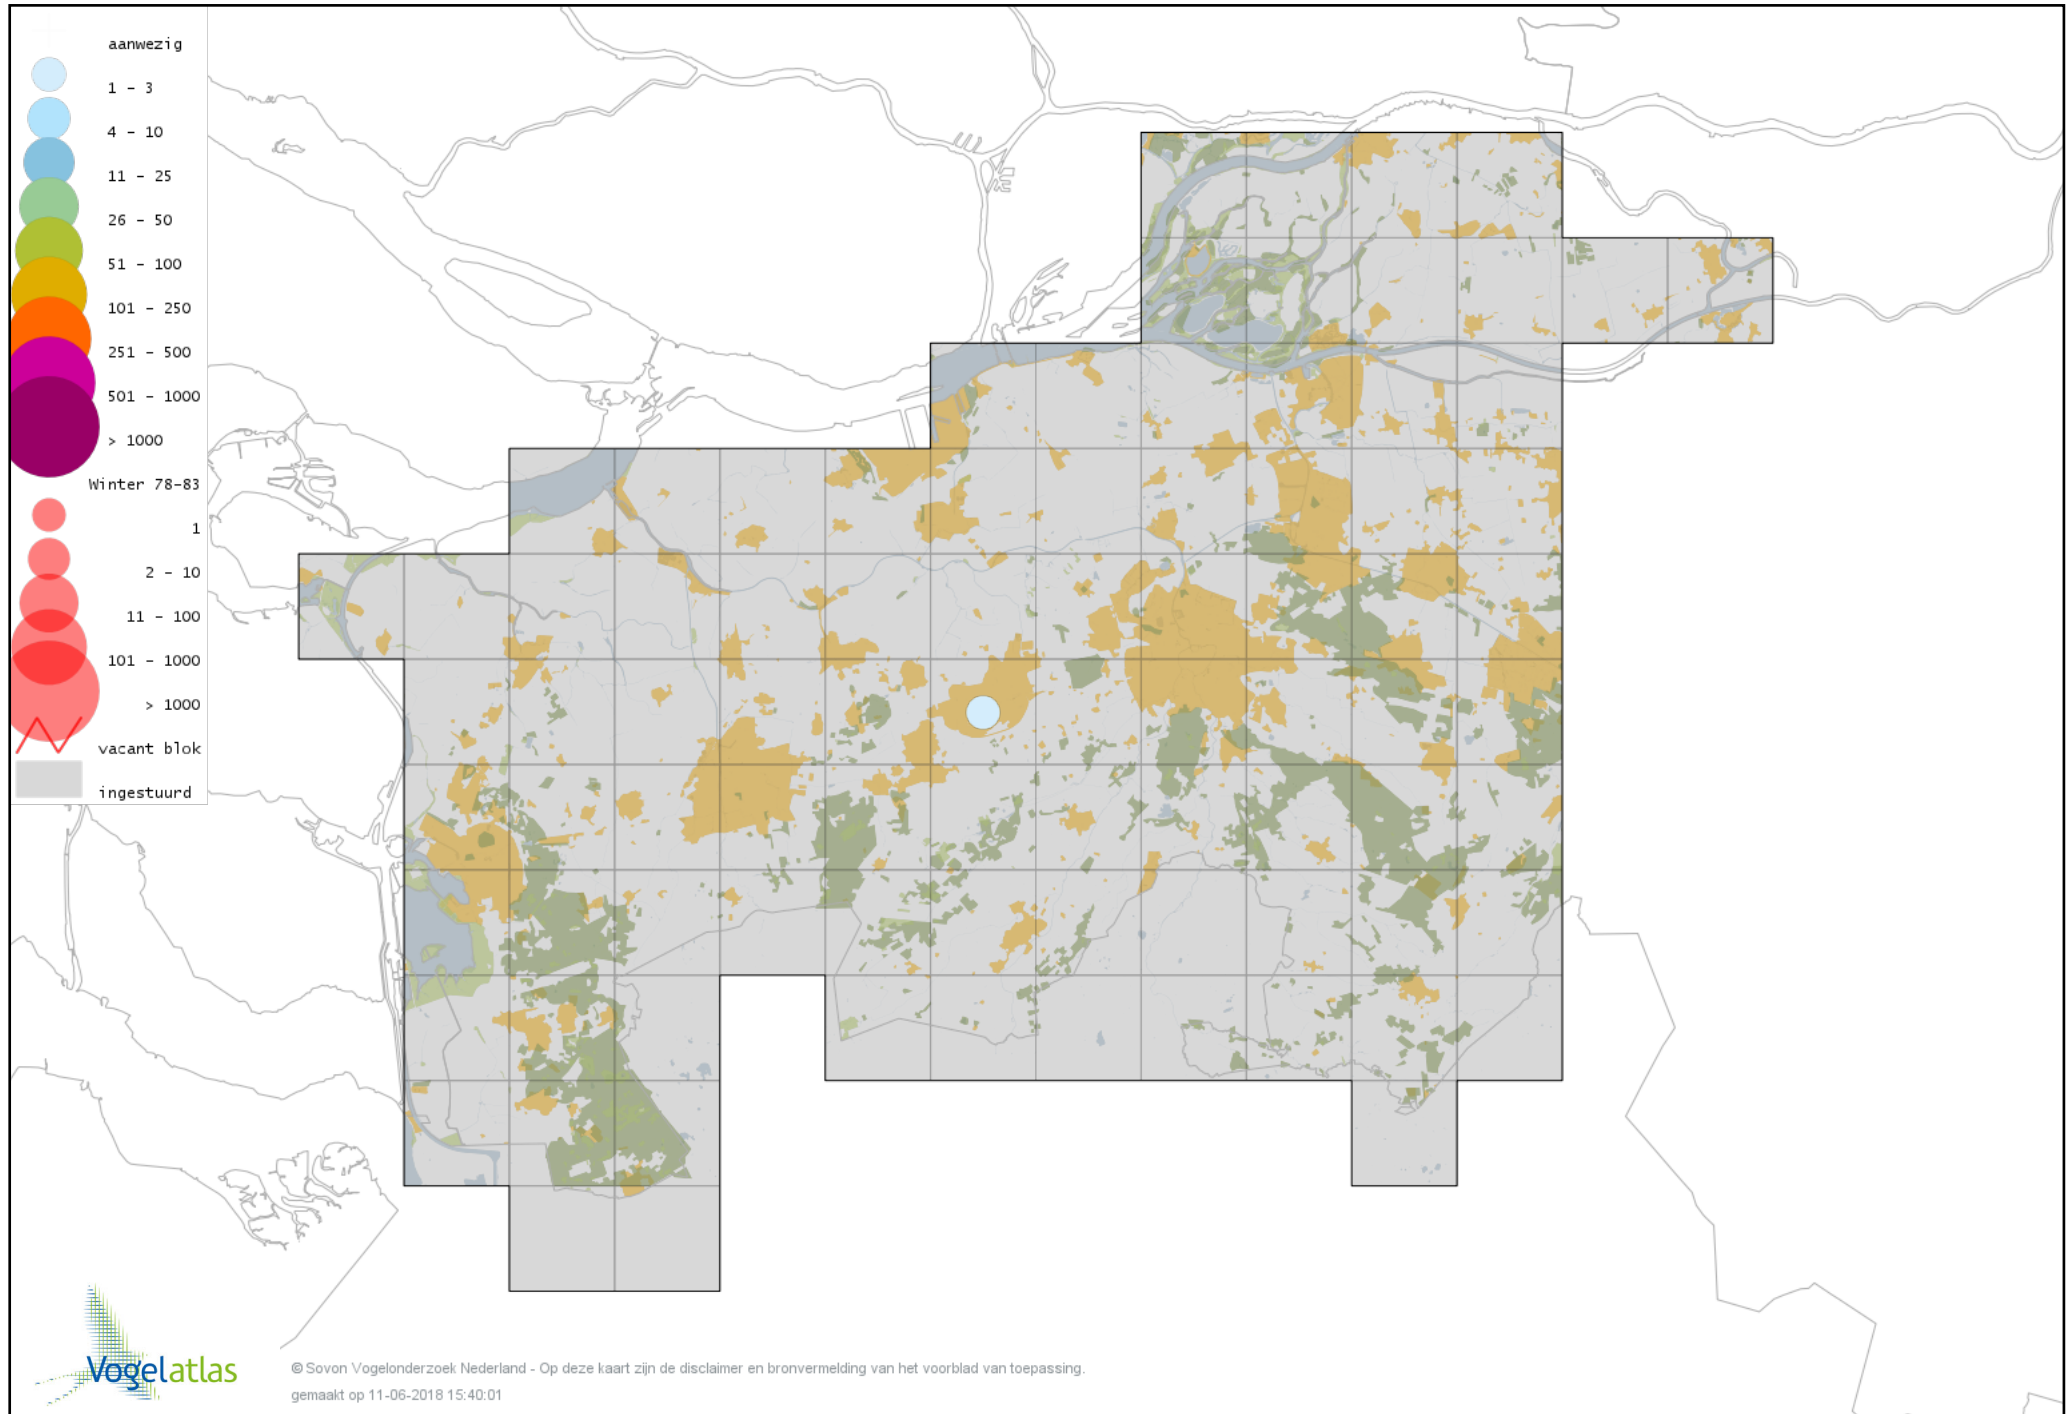 aanwezig
1 - 3
4 - 10
11 - 25
26 - 50
51 - 100
101 - 250
251 - 500
501 - 1000
> 1000
Winter 78-83
1
2 - 10
11 - 100
101 - 1000
> 1000
vacant blok
ingestuurd
Vogelatlas
© Sovon Vogelonderzoek Nederland - Op deze kaart zijn de disclaimer en bronvermelding van het voorblad van toepassing.
gemaakt op 11-06-2018 15:40:01